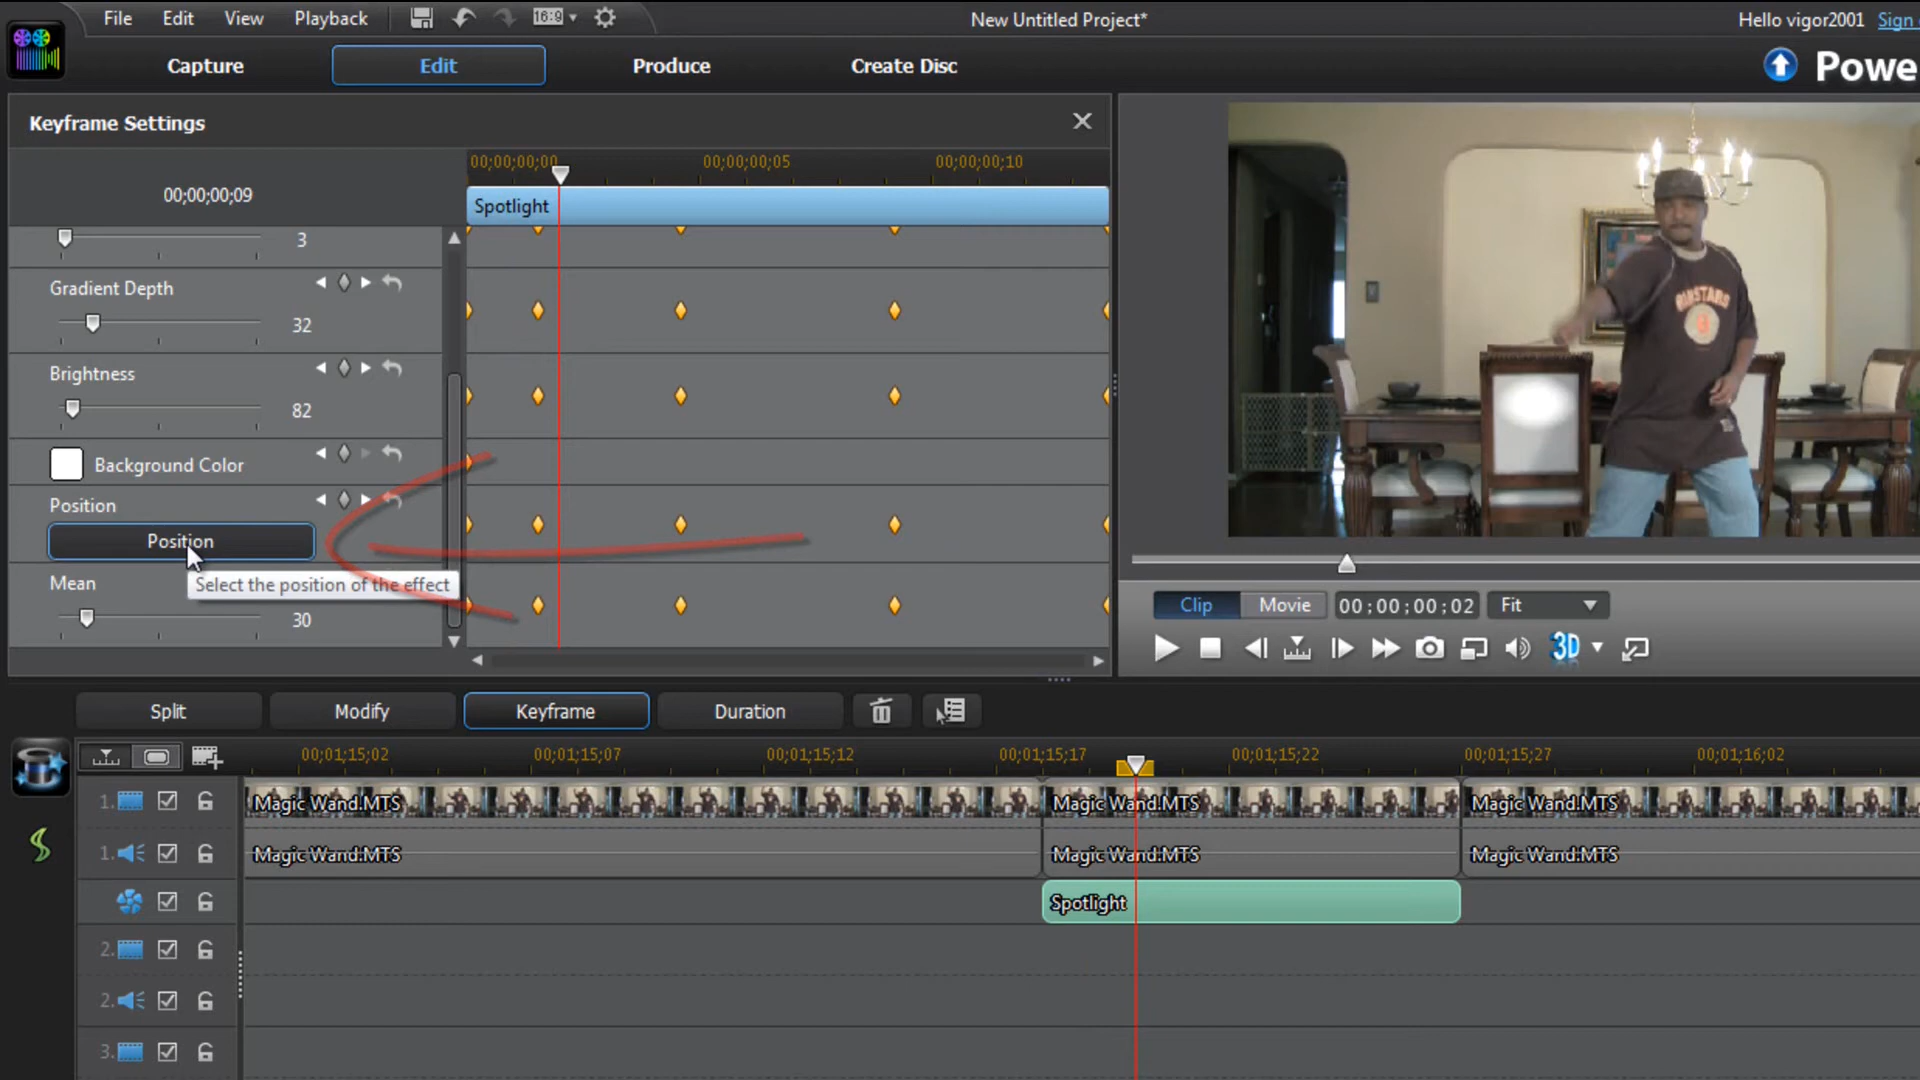 File Edit View Playback 16:9 New Untitled Project* Hello vigor2001 Sign
Capture Edit Produce Create Disc Powe
Keyframe Settings
00;00;00;00 00;00;00;05 00;00;00;10
00;00;00;09
Spotlight
3
Gradient Depth
32
Brightness
82
Background Color
Position
Position
Select the position of the effect
Mean
30
Clip Movie 00;00;00;02 Fit
3D
Split Modify Keyframe Duration
00;01;15;02 00;01;15;07 00;01;15;12 00;01;15;17 00;01;15;22 00;01;15;27 00;01;16;02
1. Magic Wand.MTS Magic Wand.MTS Magic Wand.MTS
1. Magic Wand.MTS Magic Wand.MTS Magic Wand.MTS
Spotlight
2.
2.
3.